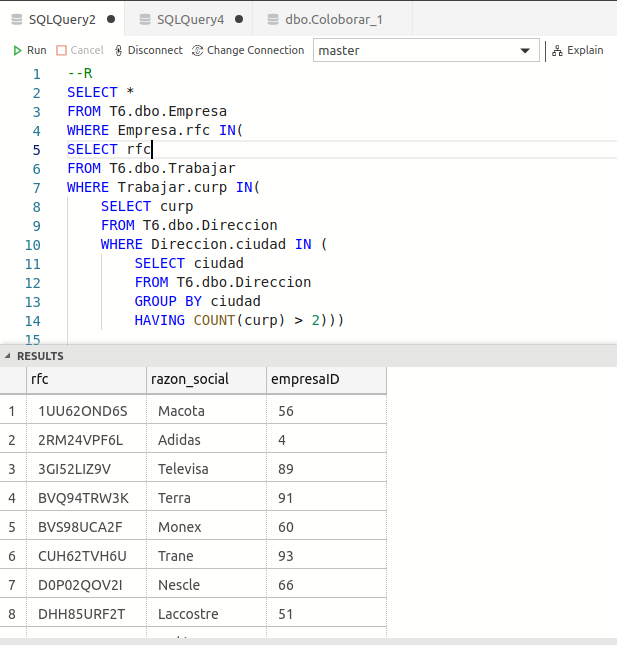 SQLQuery2 SQLQuery4 dbo.Coloborar_1
Run Cancel Disconnect Change Connection master Explain
1 --R
2 SELECT *
3 FROM T6.dbo.Empresa
4 WHERE Empresa.rfc IN(
5 SELECT rfc
6 FROM T6.dbo.Trabajar
7 WHERE Trabajar.curp IN(
8 SELECT curp
9 FROM T6.dbo.Direccion
10 WHERE Direccion.ciudad IN (
11 SELECT ciudad
12 FROM T6.dbo.Direccion
13 GROUP BY ciudad
14 HAVING COUNT(curp) > 2)))
15
RESULTS
rfc razon_social empresaID
1 1UU62OND6S Macota 56
2 2RM24VPF6L Adidas 4
3 3GI52LIZ9V Televisa 89
4 BVQ94TRW3K Terra 91
5 BVS98UCA2F Monex 60
6 CUH62TVH6U Trane 93
7 D0P02QOV2I Nescle 66
8 DHH85URF2T Laccostre 51